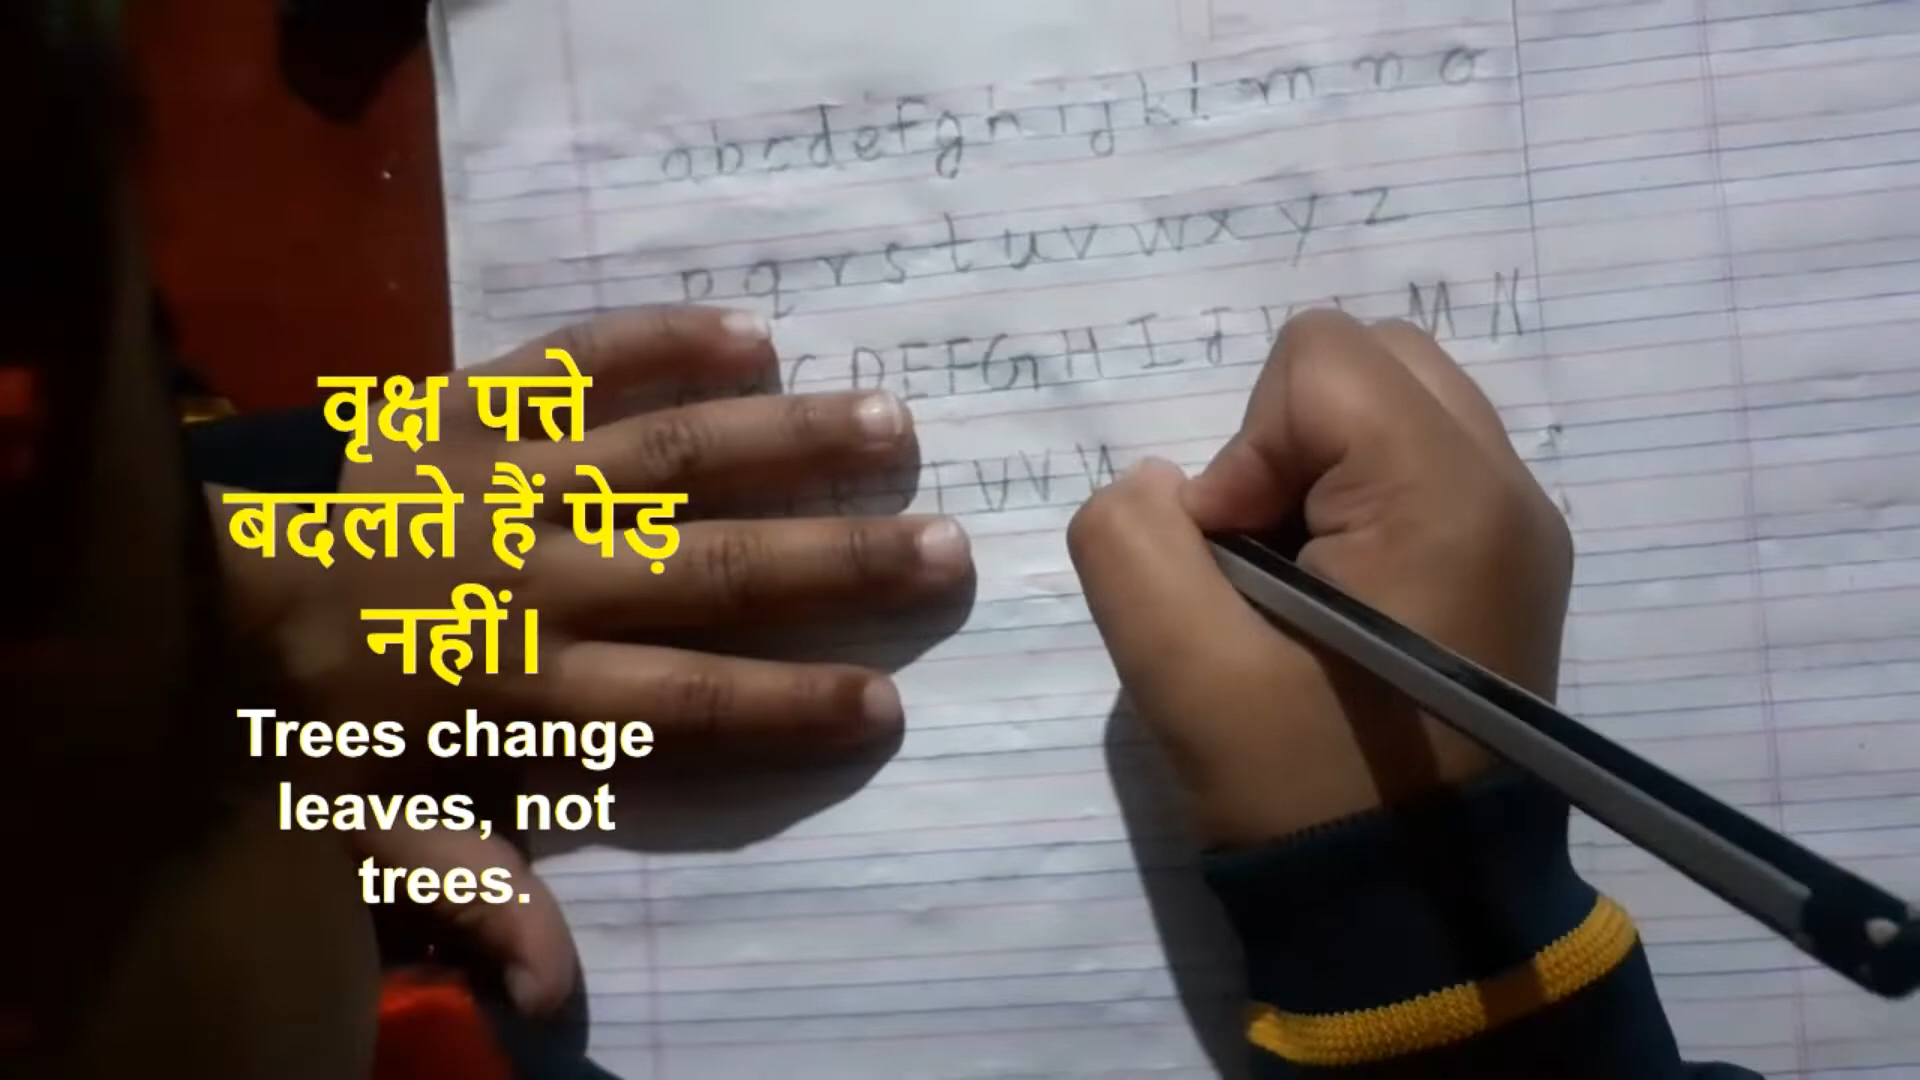 a b c d e f g h i j k l m n o
p q r s t u v w x y z
C D E F G H I J K M N
T U V W
वृक्ष पत्ते
बदलते हैं पेड़
नहीं।
Trees change
leaves, not
trees.